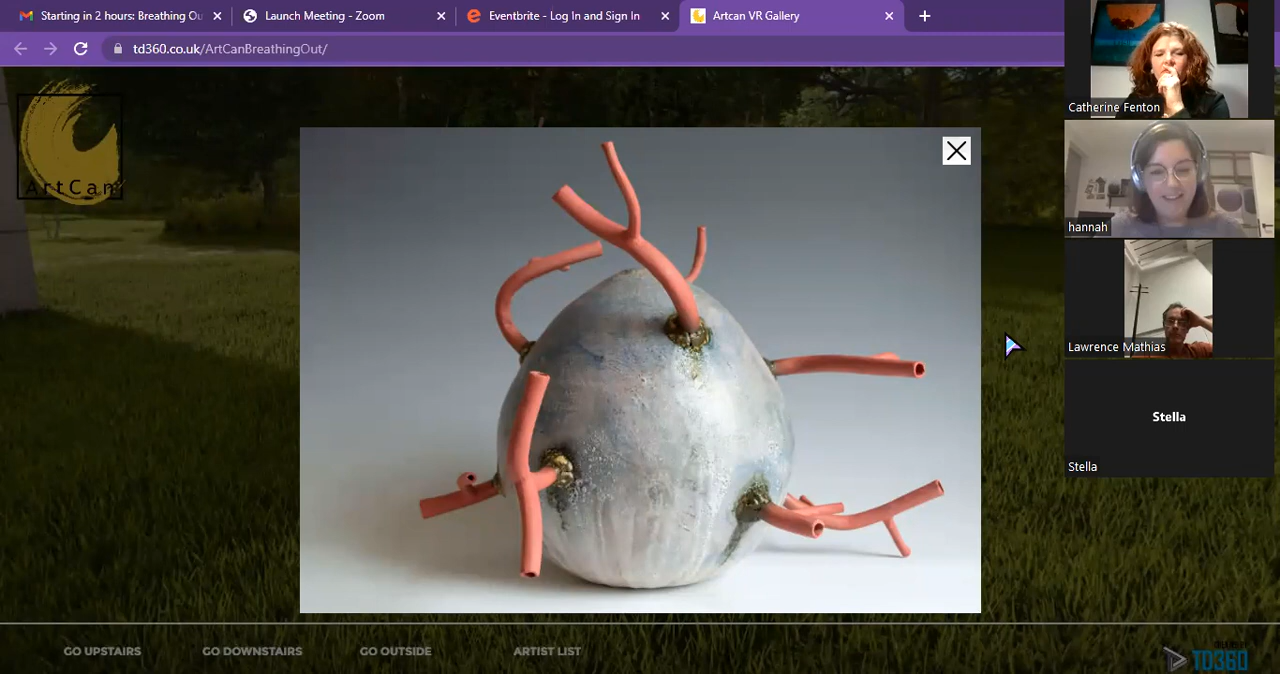 Starting in 2 hours: Breathing Ou
Launch Meeting - Zoom
Eventbrite - Log In and Sign In
Artcan VR Gallery
td360.co.uk/ArtCanBreathingOut/
ArtCan
Catherine Fenton
hannah
Lawrence Mathias
Stella
Stella
GO UPSTAIRS
GO DOWNSTAIRS
GO OUTSIDE
ARTIST LIST
TD360